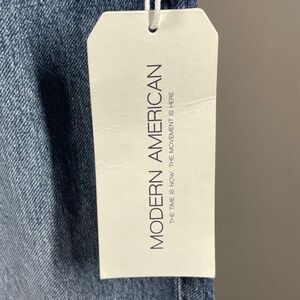 MODERN AMERICAN
THE TIME IS NOW. THE MOVEMENT IS HERE.